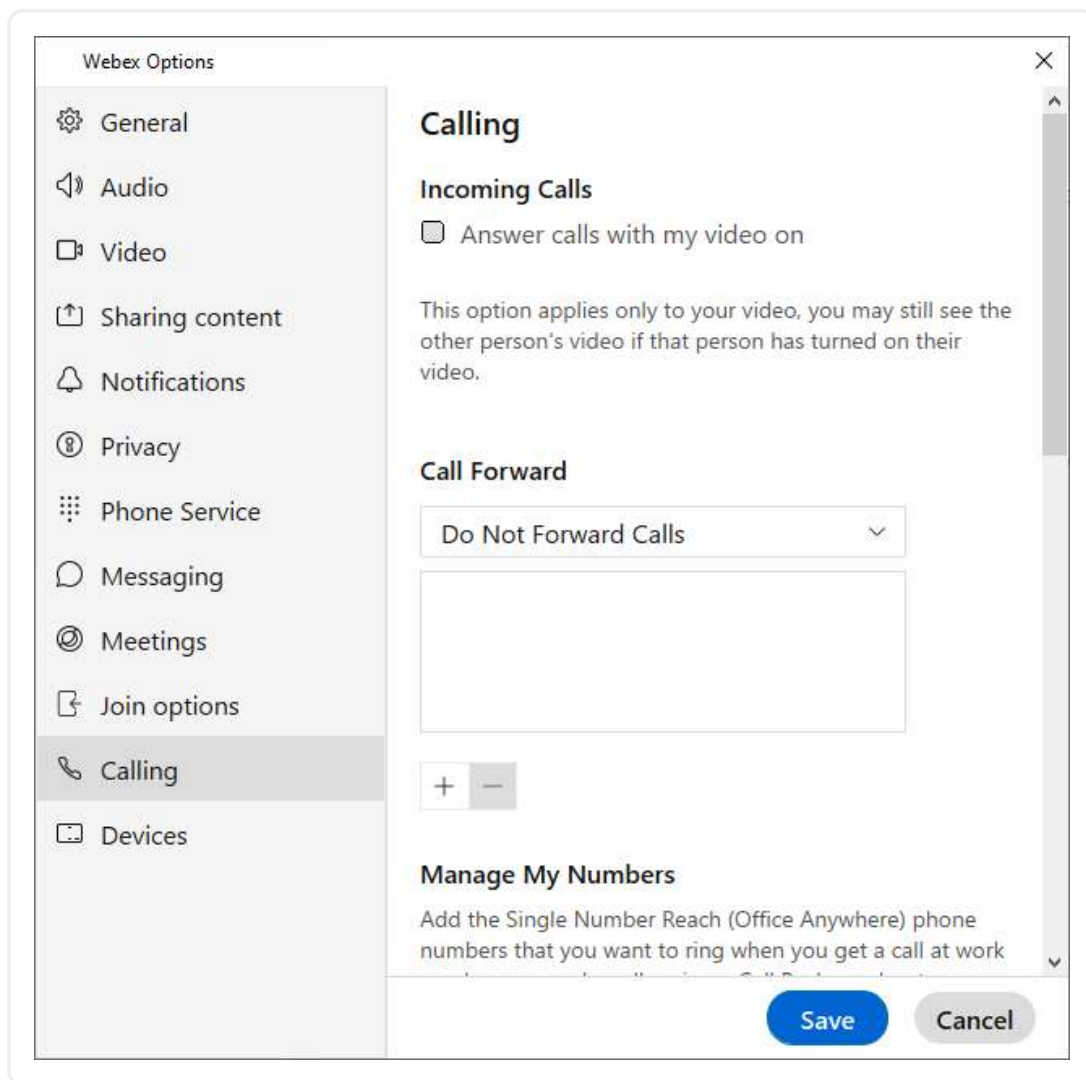 Webex Options
General
Audio
Video
Sharing content
Notifications
Privacy
Phone Service
Messaging
Meetings
Join options
Calling
Devices
Calling
Incoming Calls
Answer calls with my video on
This option applies only to your video, you may still see the
other person's video if that person has turned on their
video.
Call Forward
Do Not Forward Calls
Manage My Numbers
Add the Single Number Reach (Office Anywhere) phone
numbers that you want to ring when you get a call at work
Save
Cancel